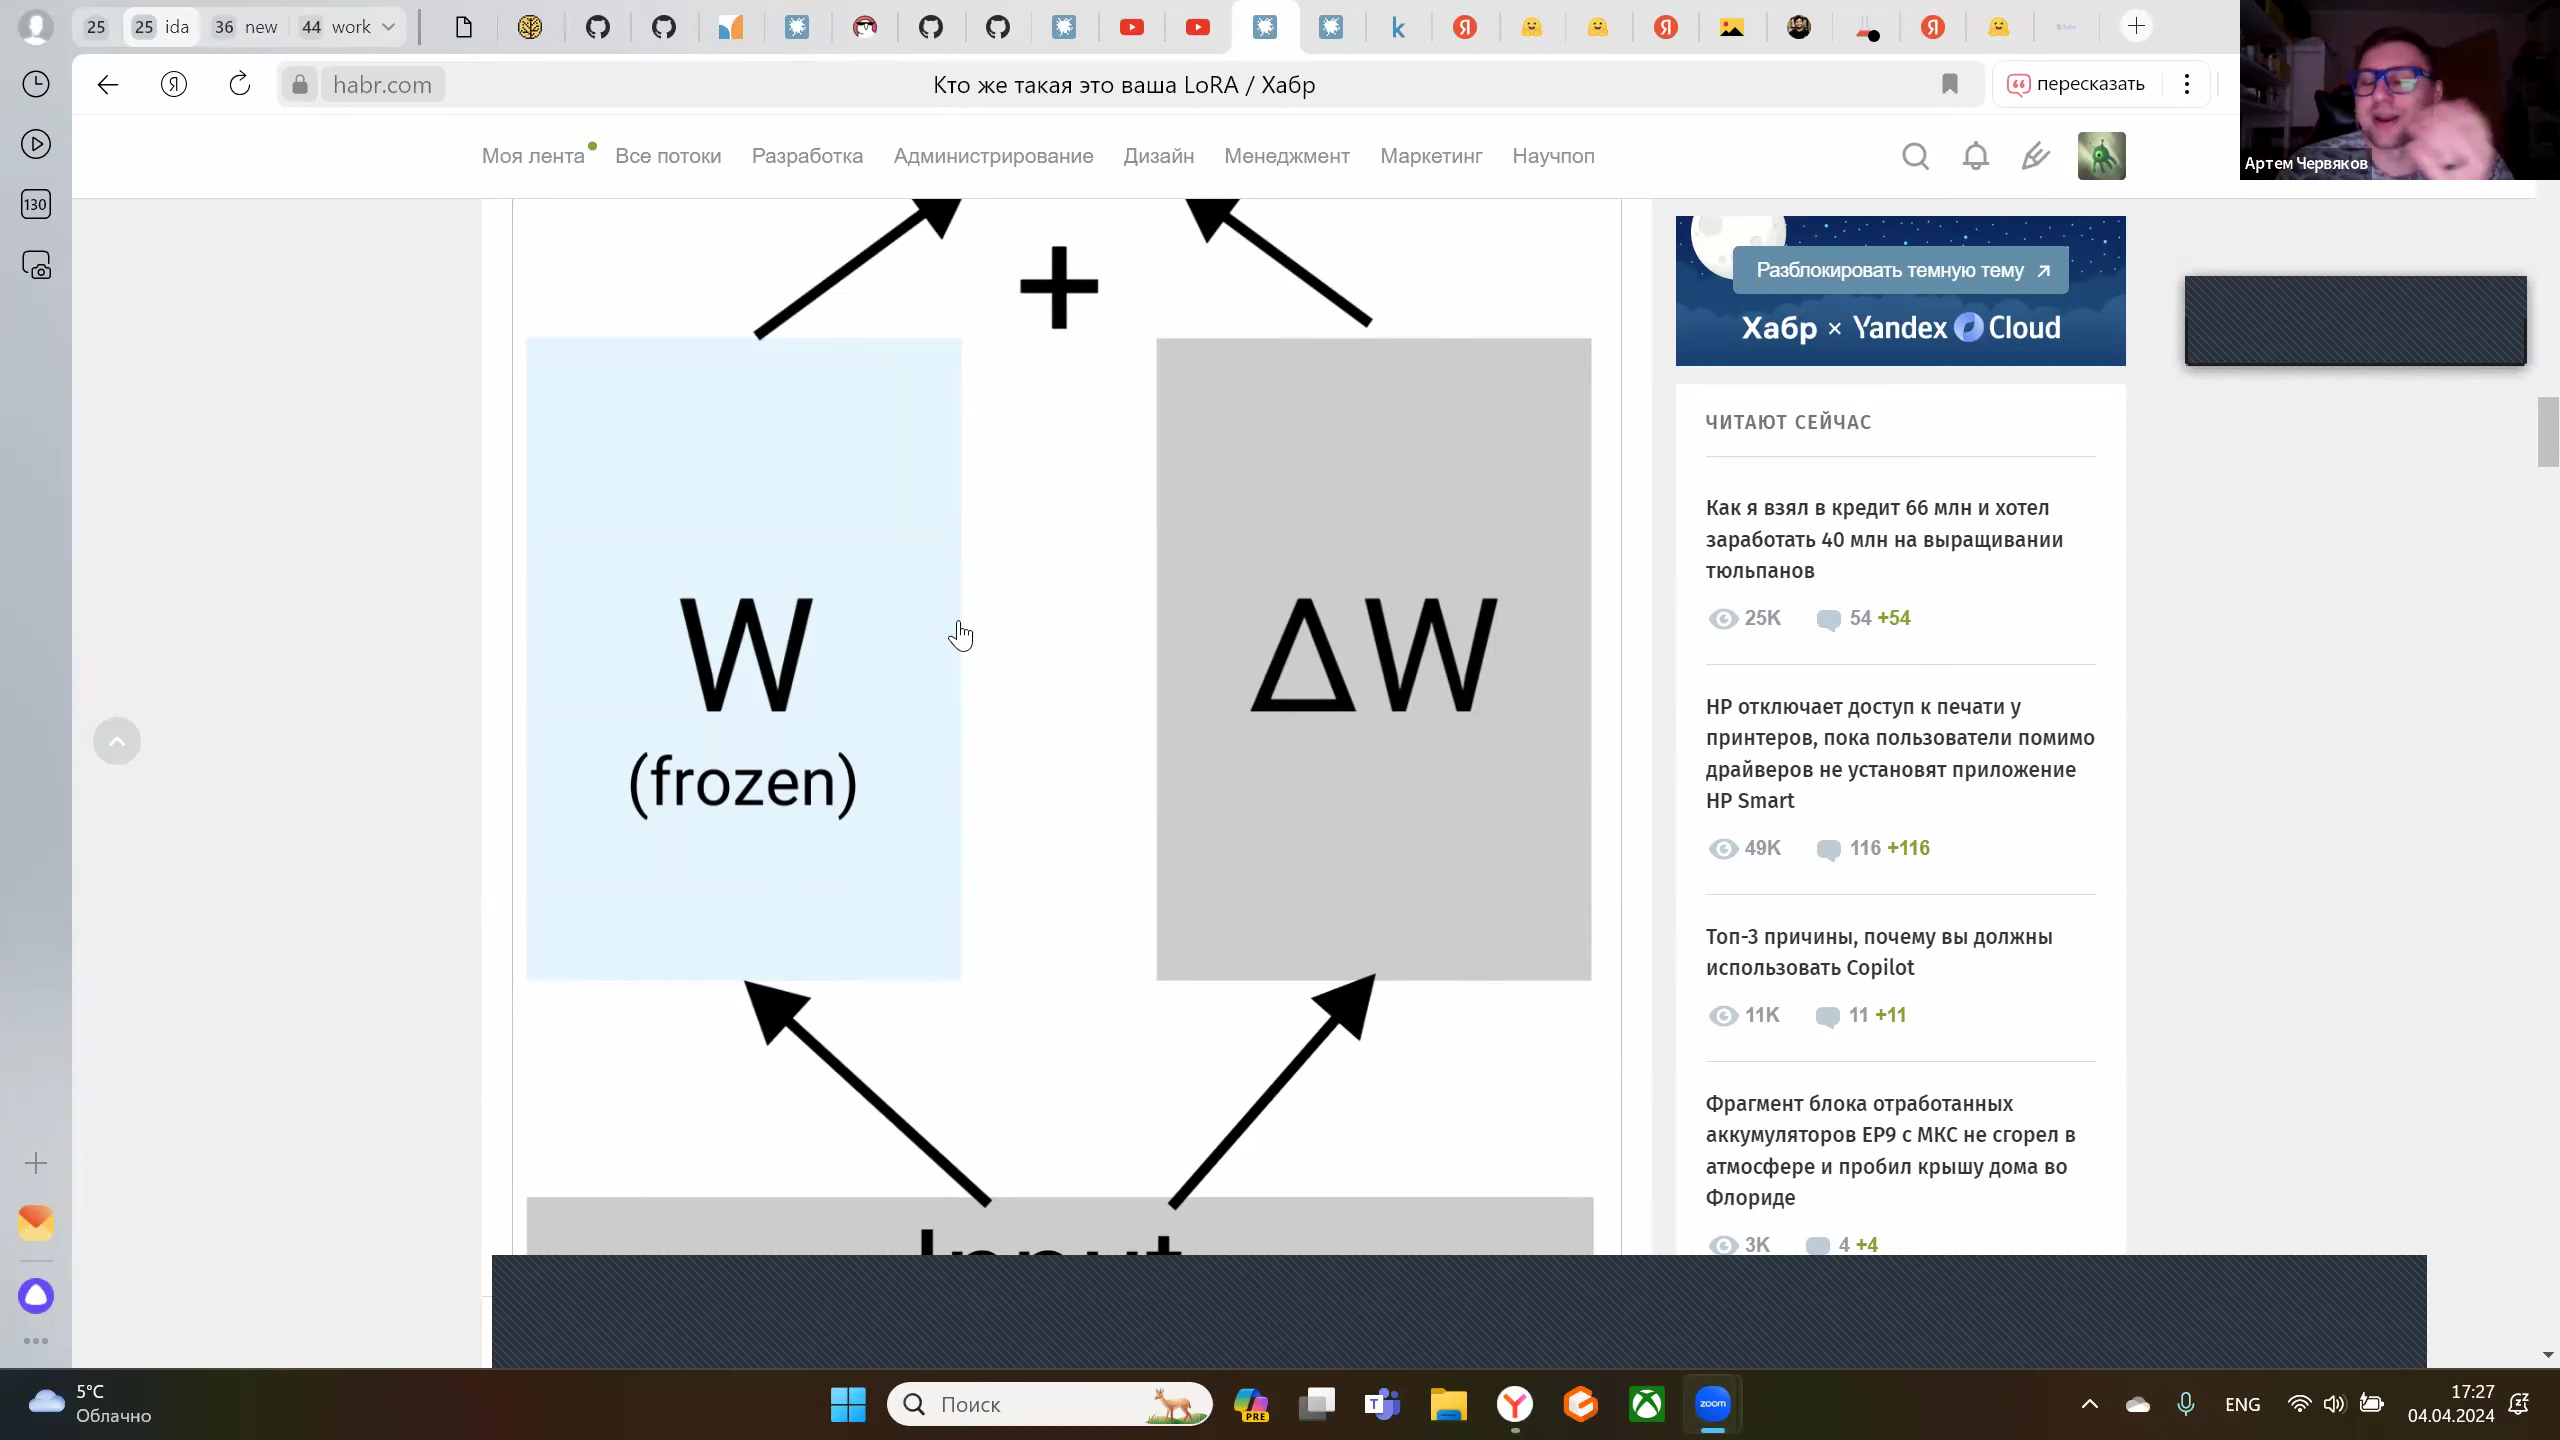 25
25 ida
36 new
44 work
habr.com
Кто же такая это ваша LoRA / Хабр
пересказать
Артем Червяков
130
Моя лента
Все потоки
Разработка
Администрирование
Дизайн
Менеджмент
Маркетинг
Научпоп
+
W
(frozen)
ΔW
Input
Разблокировать темную тему
Хабр × Yandex Cloud
ЧИТАЮТ СЕЙЧАС
Как я взял в кредит 66 млн и хотел
заработать 40 млн на выращивании
тюльпанов
25K 54 +54
HP отключает доступ к печати у
принтеров, пока пользователи помимо
драйверов не установят приложение
HP Smart
49K 116 +116
Топ-3 причины, почему вы должны
использовать Copilot
11K 11 +11
Фрагмент блока отработанных
аккумуляторов EP9 с МКС не сгорел в
атмосфере и пробил крышу дома во
Флориде
3K 4 +4
5°C
Облачно
Поиск
PRE
zoom
ENG
17:27
04.04.2024